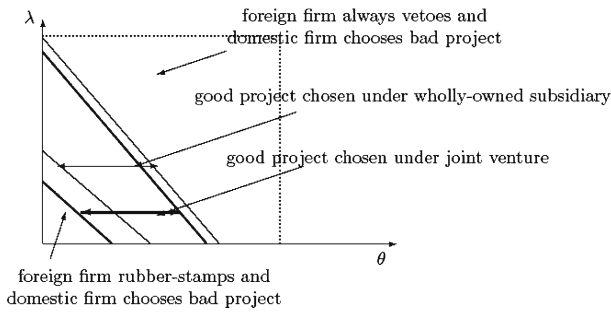 λ
foreign firm always vetoes and
domestic firm chooses bad project
good project chosen under wholly-owned subsidiary
good project chosen under joint venture
θ
foreign firm rubber-stamps and
domestic firm chooses bad project